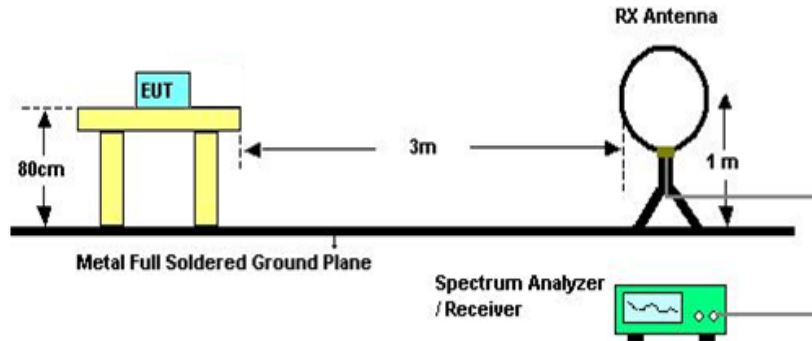 RX Antenna
EUT
80cm
3m
1 m
Metal Full Soldered Ground Plane
Spectrum Analyzer
/ Receiver